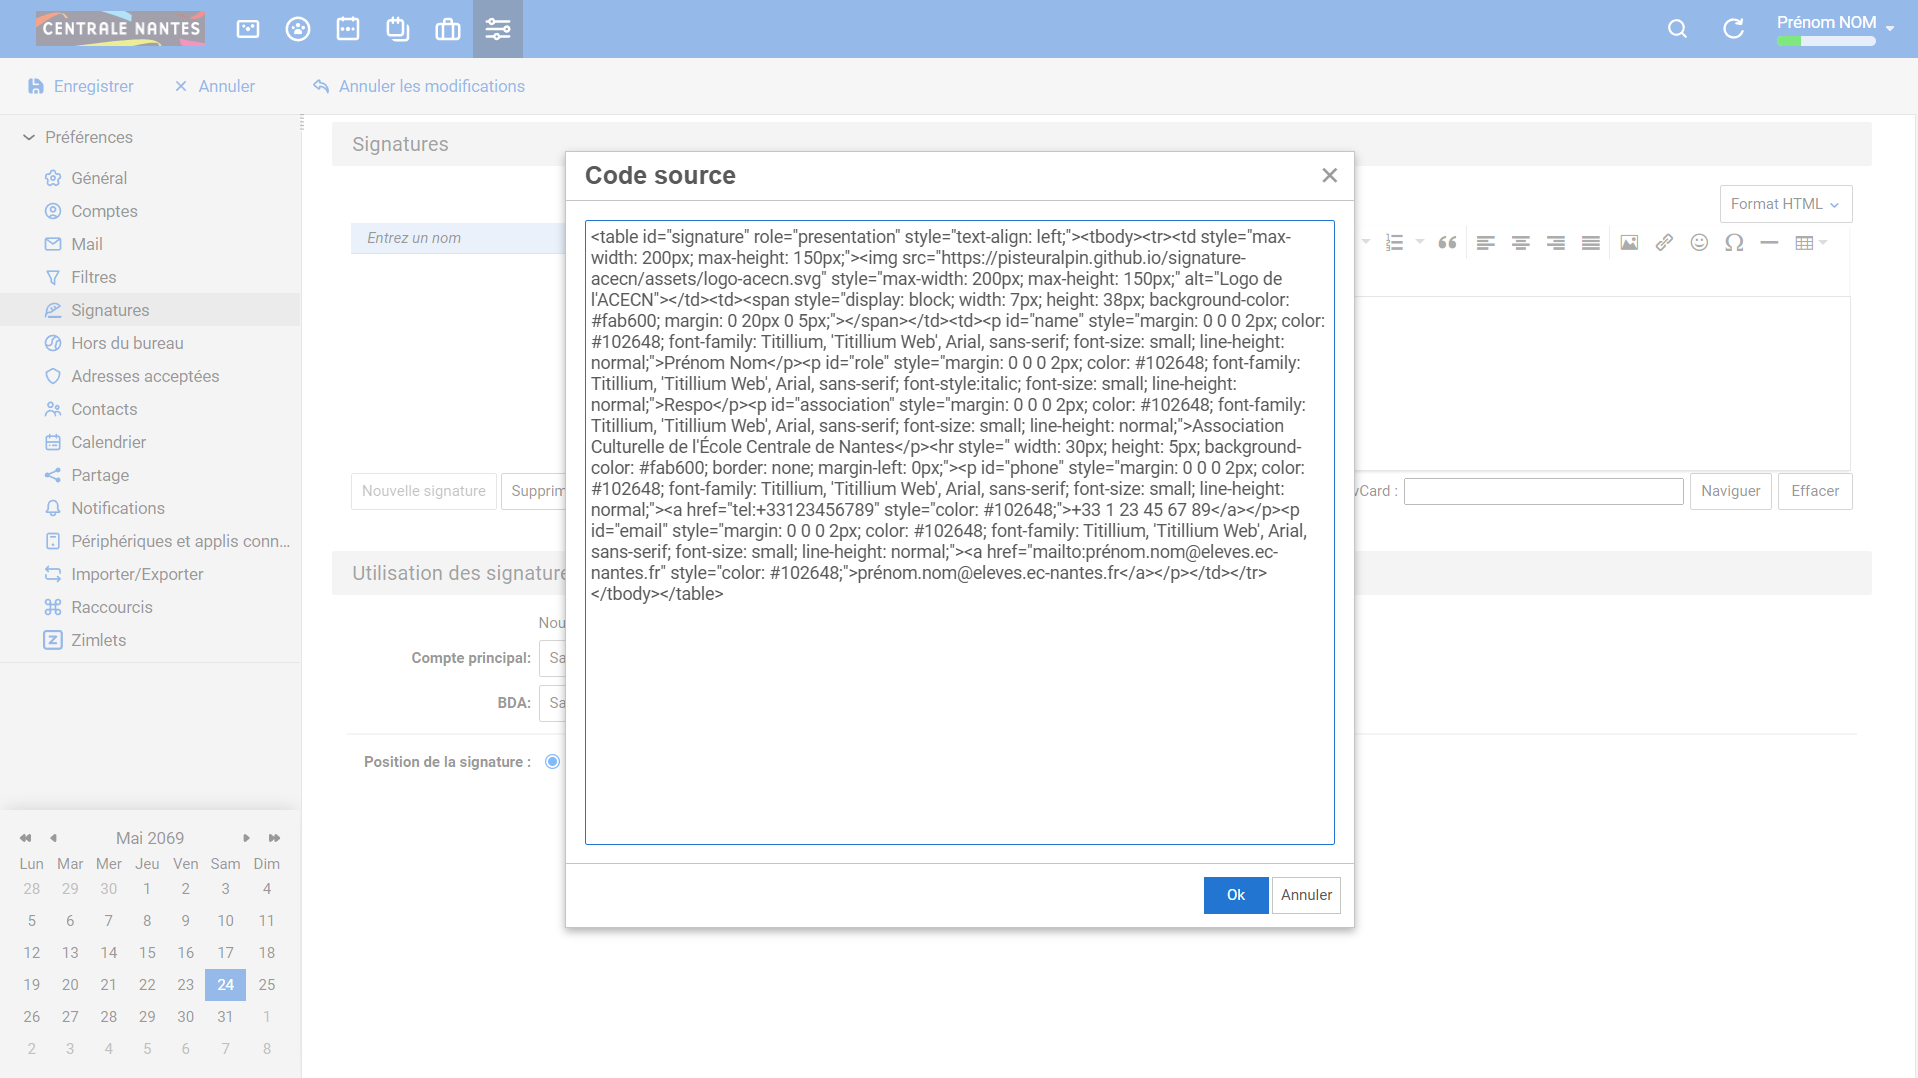 CENTRALE NANTES
Prénom NOM
Enregistrer
Annuler
Annuler les modifications
Préférences
Général
Comptes
Mail
Filtres
Signatures
Hors du bureau
Adresses acceptées
Contacts
Calendrier
Partage
Notifications
Périphériques et applis conn...
Importer/Exporter
Raccourcis
Zimlets
Mai 2069
Lun Mar Mer Jeu Ven Sam Dim
28 29 30 1 2 3 4
5 6 7 8 9 10 11
12 13 14 15 16 17 18
19 20 21 22 23 24 25
26 27 28 29 30 31 1
2 3 4 5 6 7 8
Signatures
Format HTML
Entrez un nom
Nouvelle signature
Supprim
Card :
Naviguer
Effacer
Utilisation des signature
Nou
Compte principal:
Sa
BDA:
Sa
Position de la signature :
Code source
<table id="signature" role="presentation" style="text-align: left;"><tbody><tr><td style="max-
width: 200px; max-height: 150px;"><img src="https://pisteuralpin.github.io/signature-
acecn/assets/logo-acecn.svg" style="max-width: 200px; max-height: 150px;" alt="Logo de
l'ACECN"></td><td><span style="display: block; width: 7px; height: 38px; background-color:
#fab600; margin: 0 20px 0 5px;"></span></td><td><p id="name" style="margin: 0 0 0 2px; color:
#102648; font-family: Titillium, 'Titillium Web', Arial, sans-serif; font-size: small; line-height:
normal;">Prénom Nom</p><p id="role" style="margin: 0 0 0 2px; color: #102648; font-family:
Titillium, 'Titillium Web', Arial, sans-serif; font-style:italic; font-size: small; line-height:
normal;">Respo</p><p id="association" style="margin: 0 0 0 2px; color: #102648; font-family:
Titillium, 'Titillium Web', Arial, sans-serif; font-size: small; line-height: normal;">Association
Culturelle de l'École Centrale de Nantes</p><hr style=" width: 30px; height: 5px; background-
color: #fab600; border: none; margin-left: 0px;"><p id="phone" style="margin: 0 0 0 2px; color:
#102648; font-family: Titillium, 'Titillium Web', Arial, sans-serif; font-size: small; line-height:
normal;"><a href="tel:+33123456789" style="color: #102648;">+33 1 23 45 67 89</a></p><p
id="email" style="margin: 0 0 0 2px; color: #102648; font-family: Titillium, 'Titillium Web', Arial,
sans-serif; font-size: small; line-height: normal;"><a href="mailto:prénom.nom@eleves.ec-
nantes.fr" style="color: #102648;">prénom.nom@eleves.ec-nantes.fr</a></p></td></tr>
</tbody></table>
Ok
Annuler